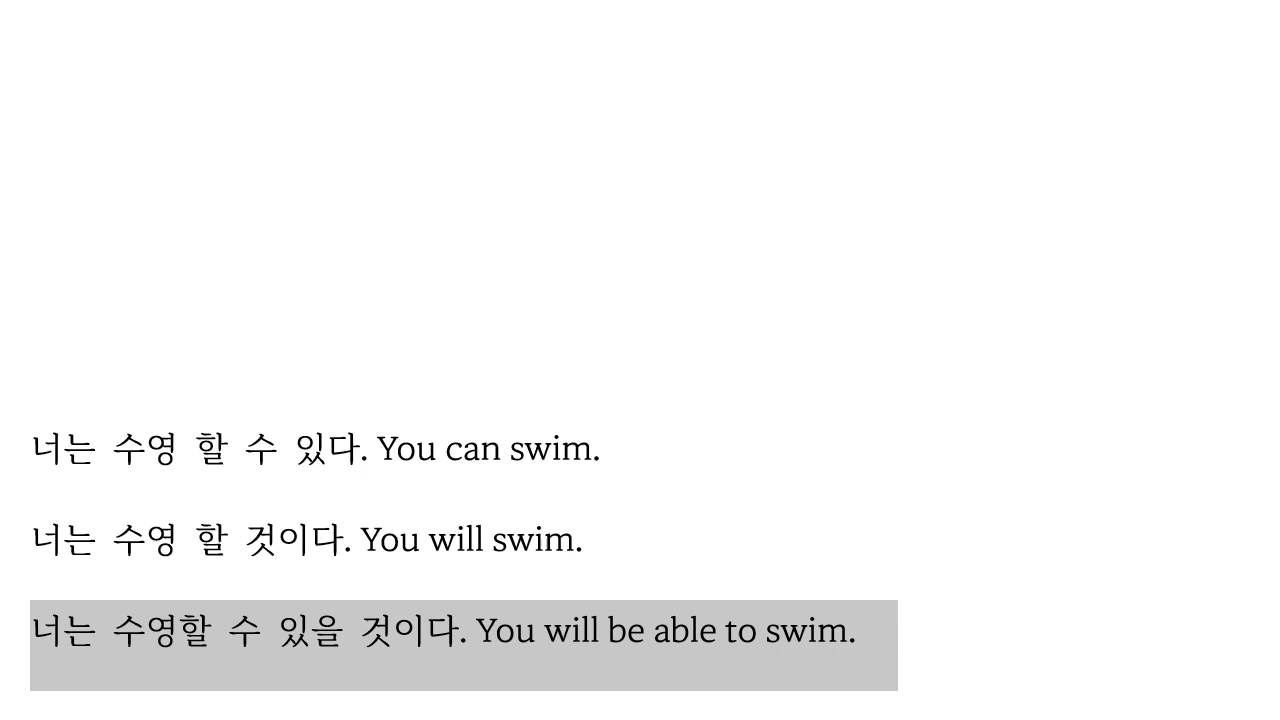 너는 수영 할 수 있다. You can swim.
너는 수영 할 것이다. You will swim.
너는 수영할 수 있을 것이다. You will be able to swim.